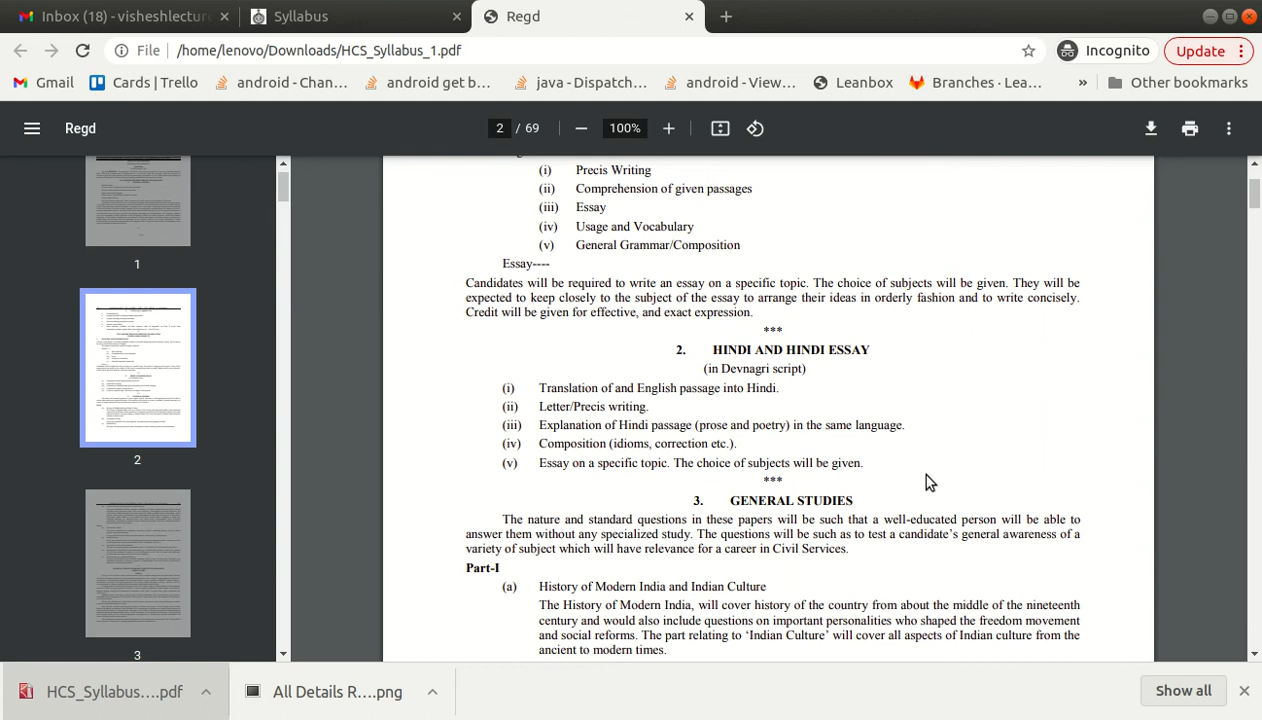 Inbox (18) - visheshlectur
Syllabus
Regd
File
/home/lenovo/Downloads/HCS_Syllabus_1.pdf
Incognito
Update
Gmail
Cards | Trello
android - Chan...
android get b...
java - Dispatch...
android - View...
Leanbox
Branches · Lea...
»
Other bookmarks
Regd
2 / 69
100%
1
2
3
(i) Precis Writing
(ii) Comprehension of given passages
(iii) Essay
(iv) Usage and Vocabulary
(v) General Grammar/Composition
Essay----
Candidates will be required to write an essay on a specific topic. The choice of subjects will be given. They will be
expected to keep closely to the subject of the essay to arrange their ideas in orderly fashion and to write concisely.
Credit will be given for effective, and exact expression.
***
2. HINDI AND HINDI ESSAY
(in Devnagri script)
(i) Translation of and English passage into Hindi.
(ii) Letter/Precis writing.
(iii) Explanation of Hindi passage (prose and poetry) in the same language.
(iv) Composition (idioms, correction etc.).
(v) Essay on a specific topic. The choice of subjects will be given.
***
3. GENERAL STUDIES
The nature and standard questions in these papers will be such that a well-educated person will be able to
answer them without any specialized study. The questions will be such as to test a candidate's general awareness of a
variety of subject which will have relevance for a career in Civil Services.
Part-I
(a) History of Modern India and Indian Culture
The History of Modern India, will cover history of the country from about the middle of the nineteenth
century and would also include questions on important personalities who shaped the freedom movement
and social reforms. The part relating to 'Indian Culture' will cover all aspects of Indian culture from the
ancient to modern times.
HCS_Syllabus....pdf
All Details R....png
Show all